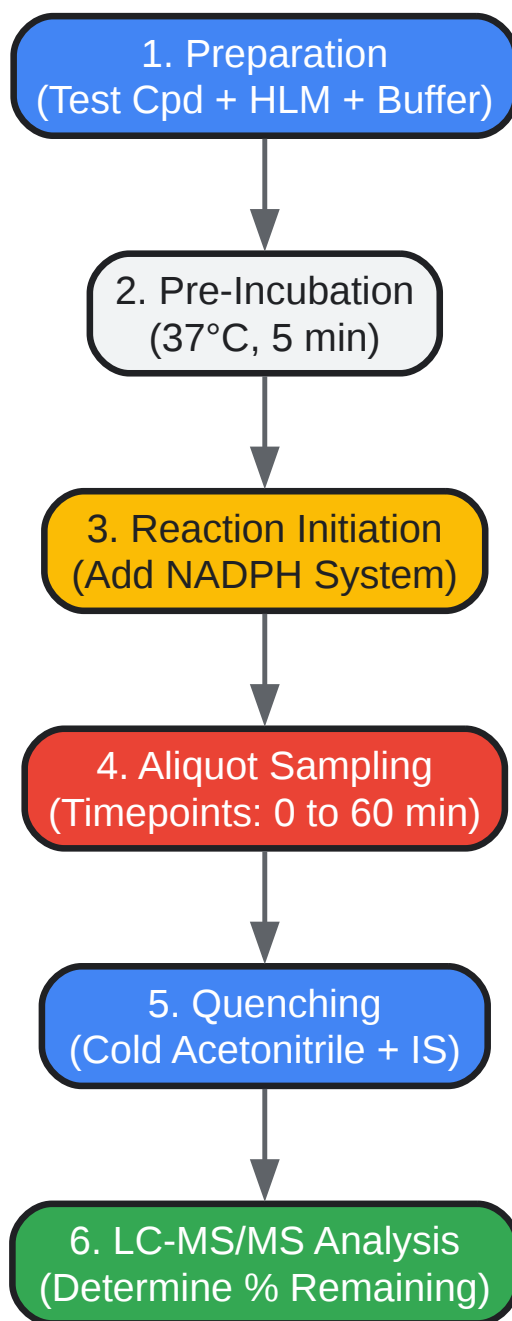 1. Preparation
(Test Cpd + HLM + Buffer)
2. Pre-Incubation
(37°C, 5 min)
3. Reaction Initiation
(Add NADPH System)
4. Aliquot Sampling
(Timepoints: 0 to 60 min)
5. Quenching
(Cold Acetonitrile + IS)
6. LC-MS/MS Analysis
(Determine % Remaining)